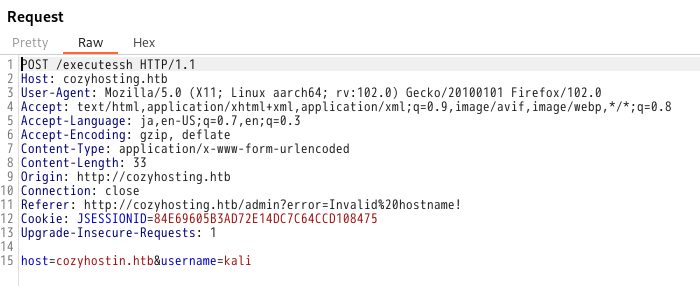 Request
Pretty Raw Hex
1 POST /executessh HTTP/1.1
2 Host: cozyhosting.htb
3 User-Agent: Mozilla/5.0 (X11; Linux aarch64; rv:102.0) Gecko/20100101 Firefox/102.0
4 Accept: text/html,application/xhtml+xml,application/xml;q=0.9,image/avif,image/webp,*/*;q=0.8
5 Accept-Language: ja,en-US;q=0.7,en;q=0.3
6 Accept-Encoding: gzip, deflate
7 Content-Type: application/x-www-form-urlencoded
8 Content-Length: 33
9 Origin: http://cozyhosting.htb
10 Connection: close
11 Referer: http://cozyhosting.htb/admin?error=Invalid%20hostname!
12 Cookie: JSESSIONID=84E69605B3AD72E14DC7C64CCD108475
13 Upgrade-Insecure-Requests: 1
14
15 host=cozyhostin.htb&username=kali